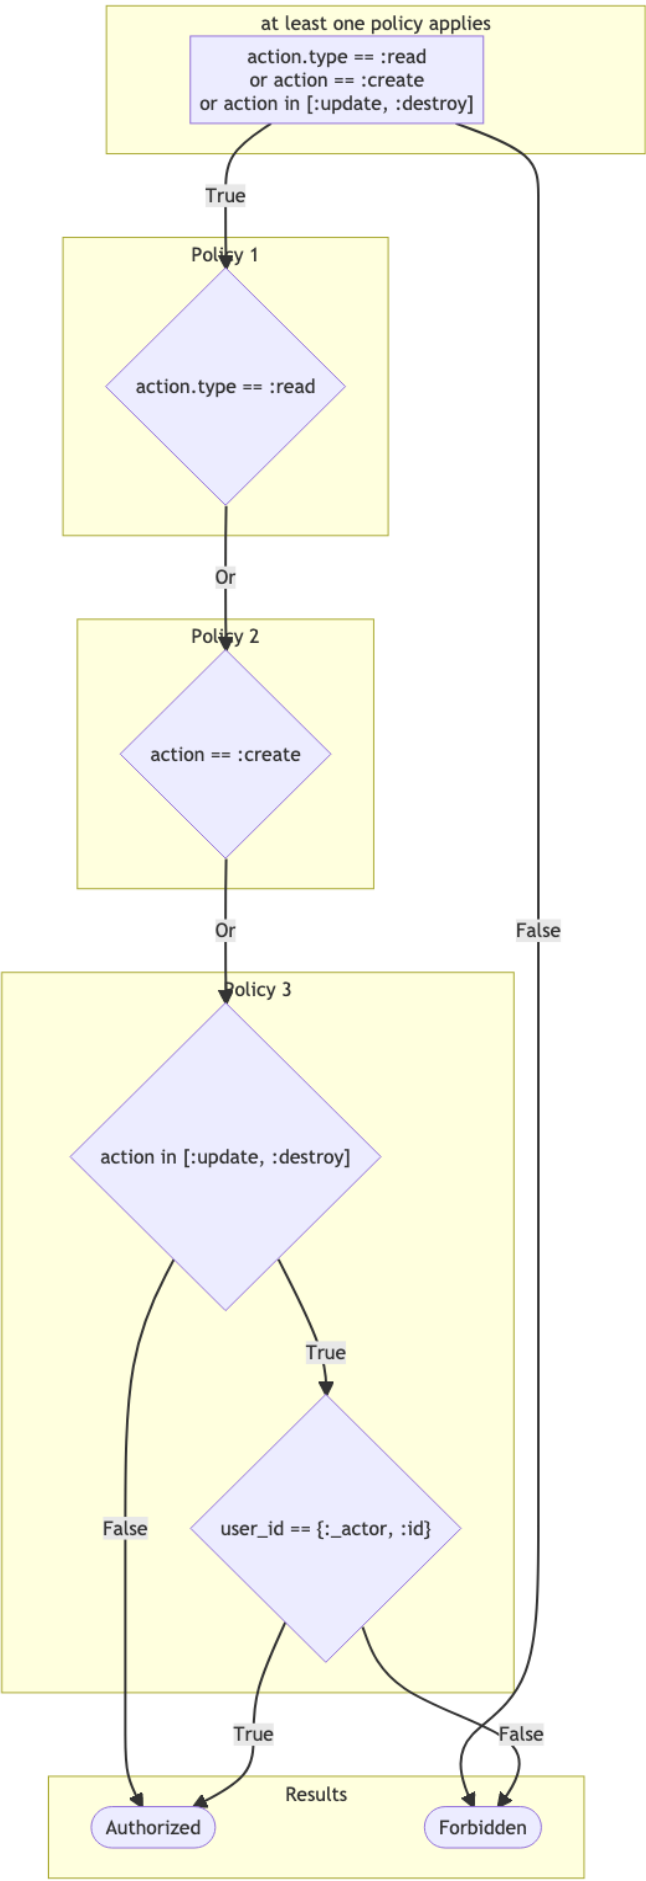 at least one policy applies
action.type == :read
or action == :create
or action in [:update, :destroy]
True
Policy 1
action.type == :read
Or
Policy 2
action == :create
Or
False
Policy 3
action in [:update, :destroy]
True
False
user_id == {:_actor, :id}
True
False
Results
Authorized
Forbidden